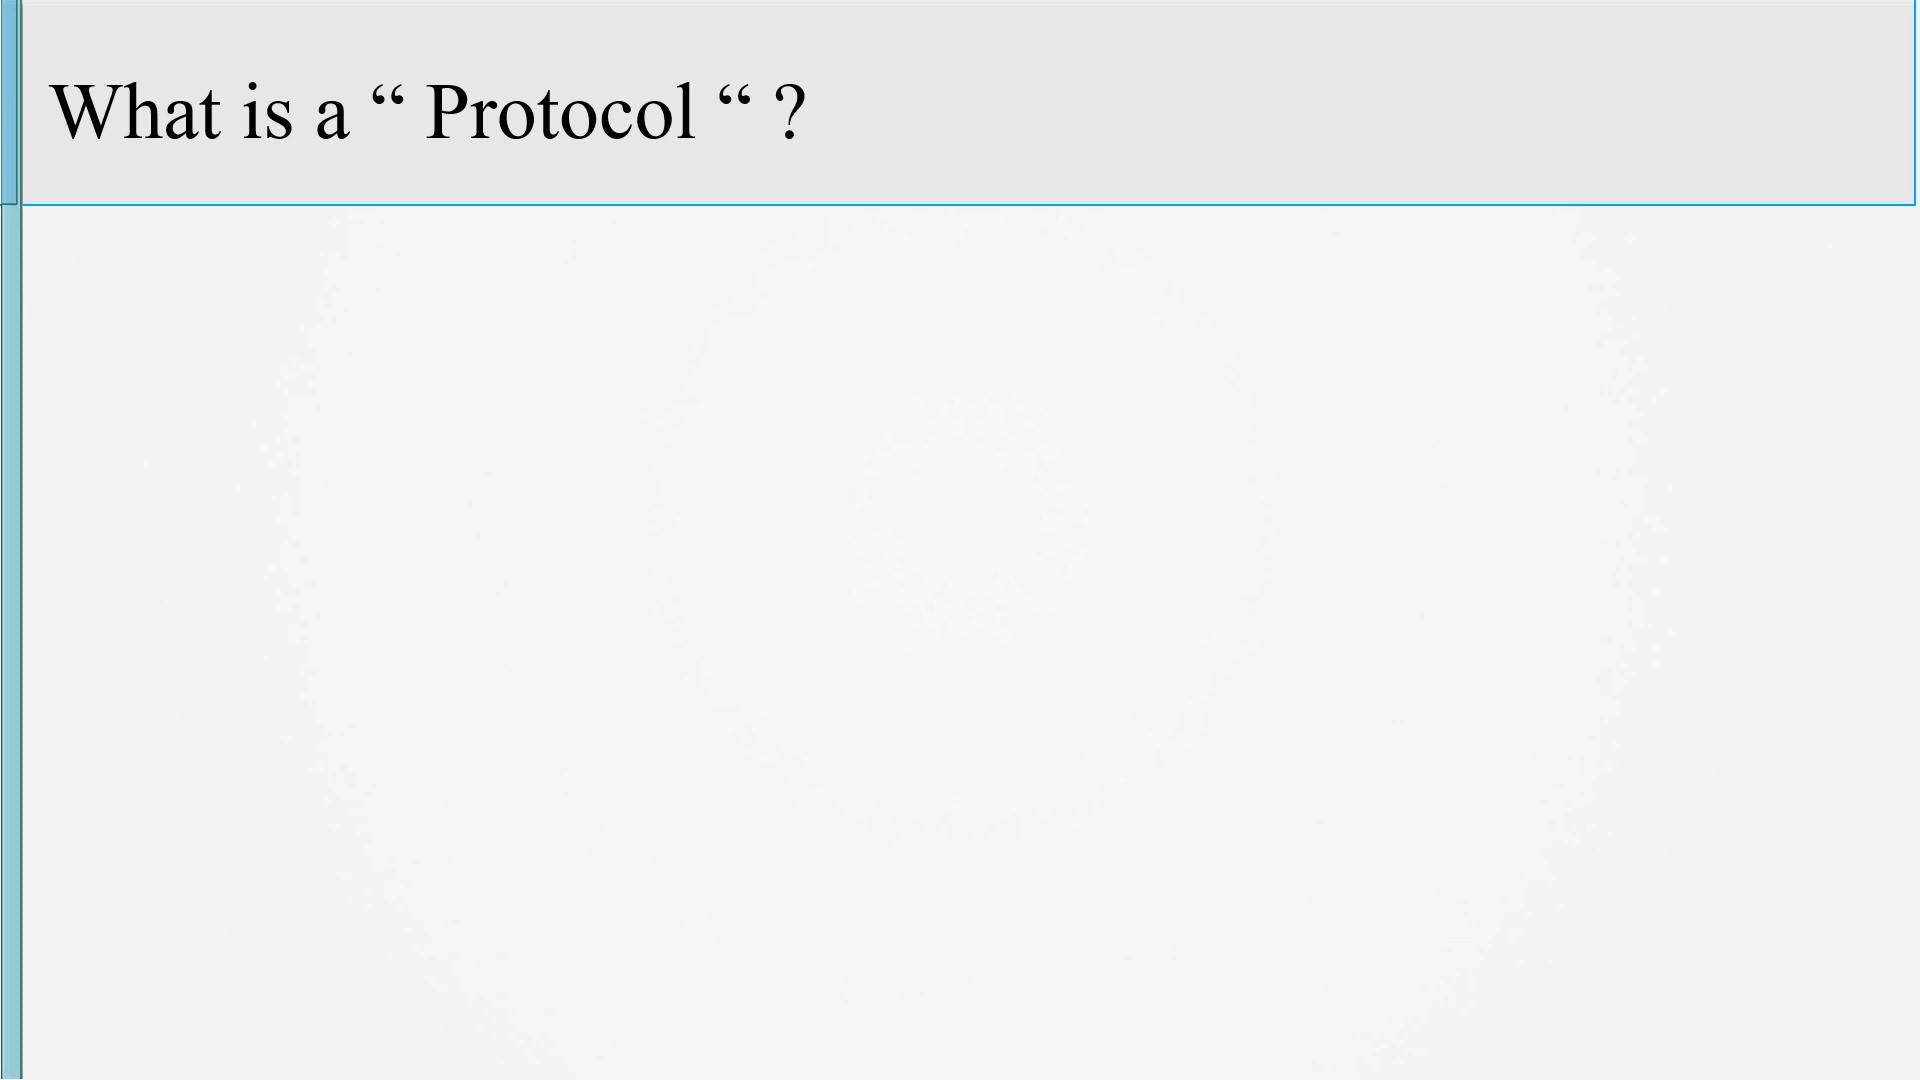 What is a “ Protocol “ ?